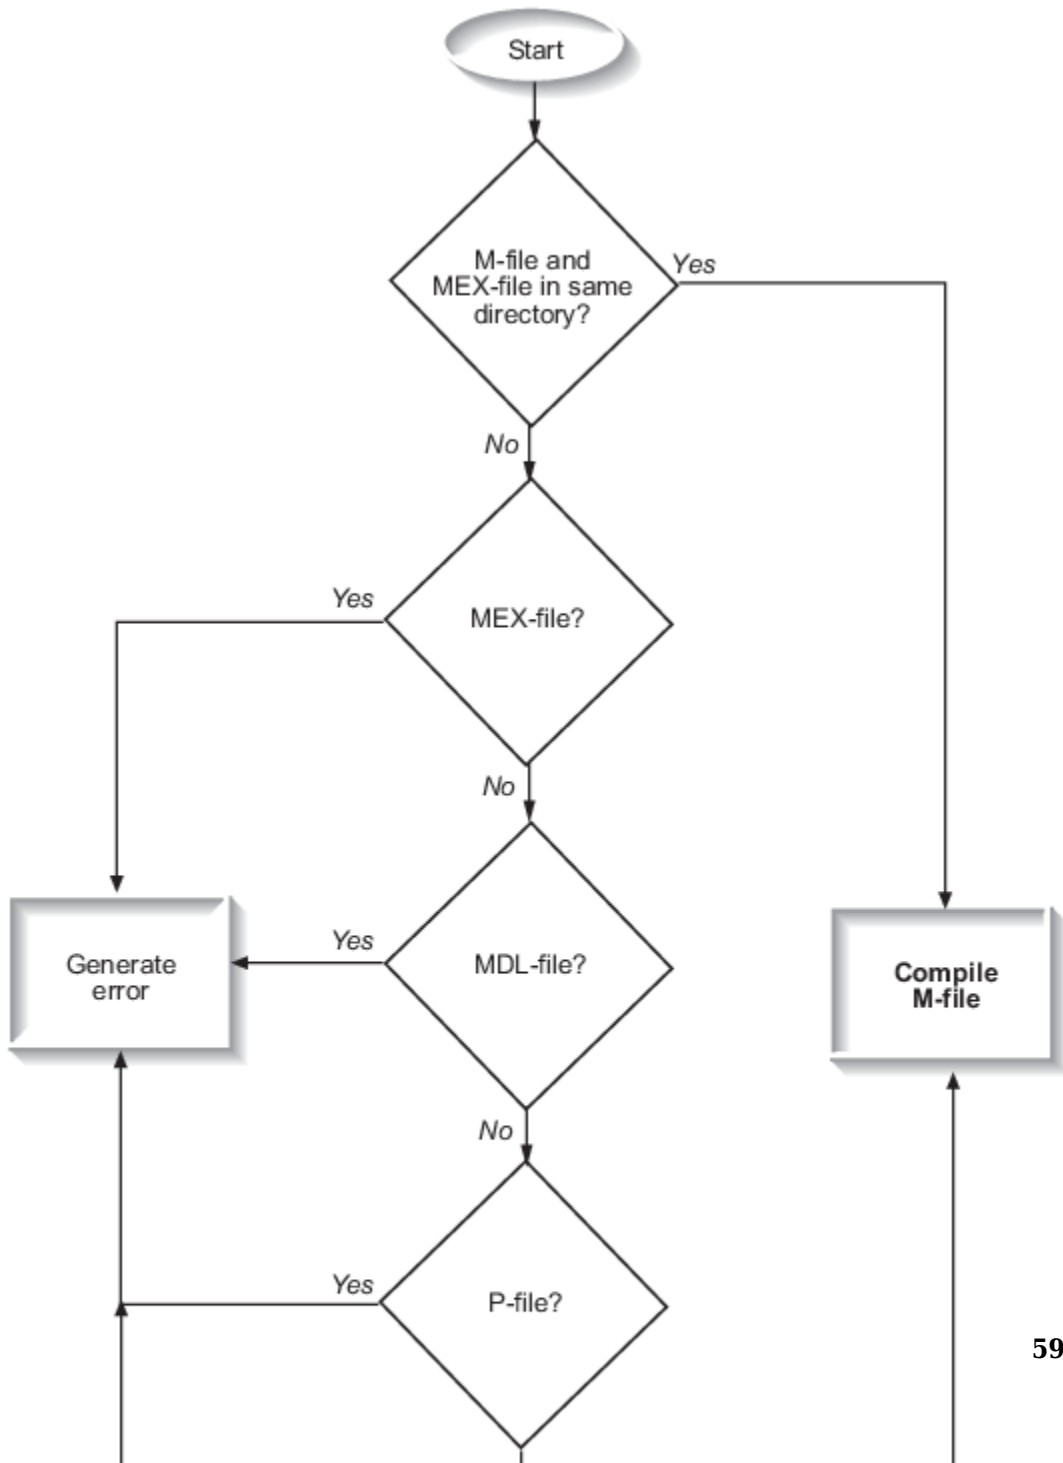 Start
M-file and
MEX-file in same
directory?
Yes
No
MEX-file?
Yes
No
MDL-file?
Yes
Generate
error
Compile
M-file
No
P-file?
Yes
59